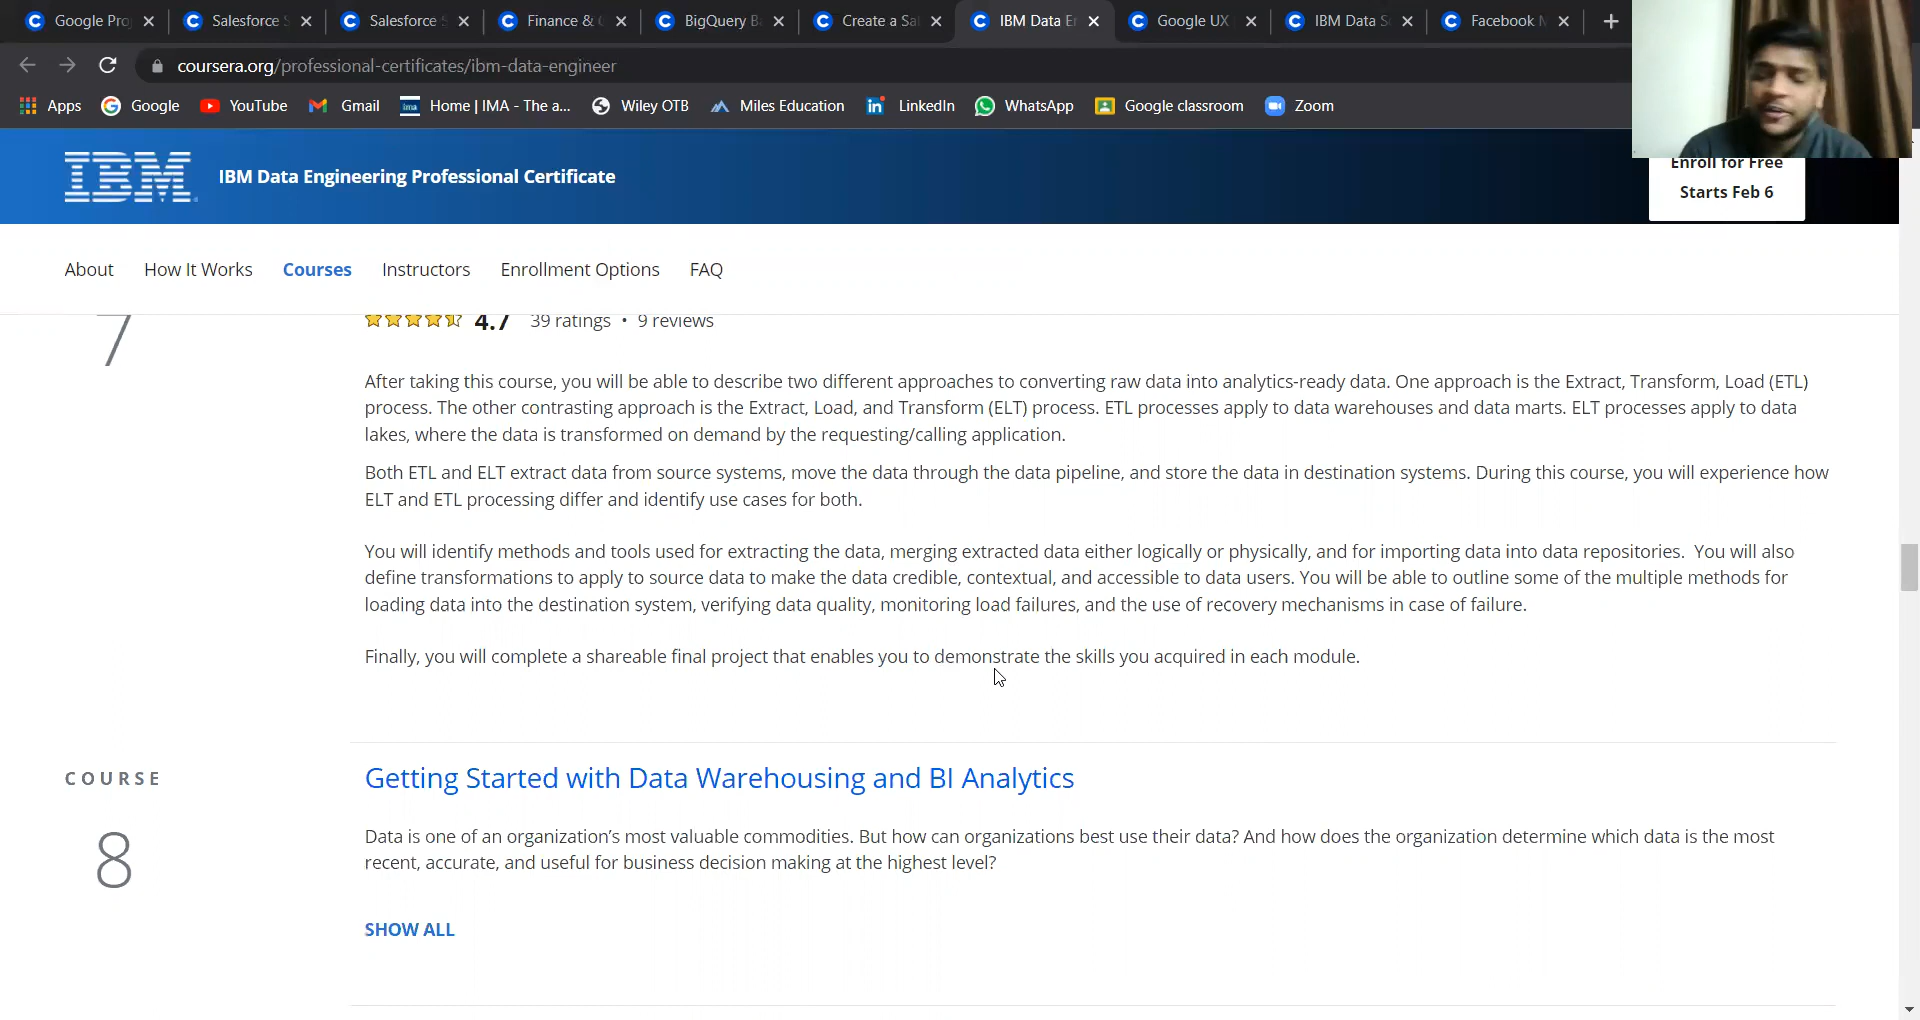 Google Pro
Salesforce S
Salesforce S
Finance &
BigQuery B
Create a Sa
IBM Data E
Google UX
IBM Data S
Facebook M
coursera.org/professional-certificates/ibm-data-engineer
Apps
Google
YouTube
Gmail
Home | IMA - The a...
Wiley OTB
Miles Education
LinkedIn
WhatsApp
Google classroom
Zoom
IBM
IBM Data Engineering Professional Certificate
Enroll for Free
Starts Feb 6
About
How It Works
Courses
Instructors
Enrollment Options
FAQ
7
4.7 39 ratings • 9 reviews
After taking this course, you will be able to describe two different approaches to converting raw data into analytics-ready data. One approach is the Extract, Transform, Load (ETL)
process. The other contrasting approach is the Extract, Load, and Transform (ELT) process. ETL processes apply to data warehouses and data marts. ELT processes apply to data
lakes, where the data is transformed on demand by the requesting/calling application.
Both ETL and ELT extract data from source systems, move the data through the data pipeline, and store the data in destination systems. During this course, you will experience how
ELT and ETL processing differ and identify use cases for both.
You will identify methods and tools used for extracting the data, merging extracted data either logically or physically, and for importing data into data repositories. You will also
define transformations to apply to source data to make the data credible, contextual, and accessible to data users. You will be able to outline some of the multiple methods for
loading data into the destination system, verifying data quality, monitoring load failures, and the use of recovery mechanisms in case of failure.
Finally, you will complete a shareable final project that enables you to demonstrate the skills you acquired in each module.
COURSE
8
Getting Started with Data Warehousing and BI Analytics
Data is one of an organization’s most valuable commodities. But how can organizations best use their data? And how does the organization determine which data is the most
recent, accurate, and useful for business decision making at the highest level?
SHOW ALL